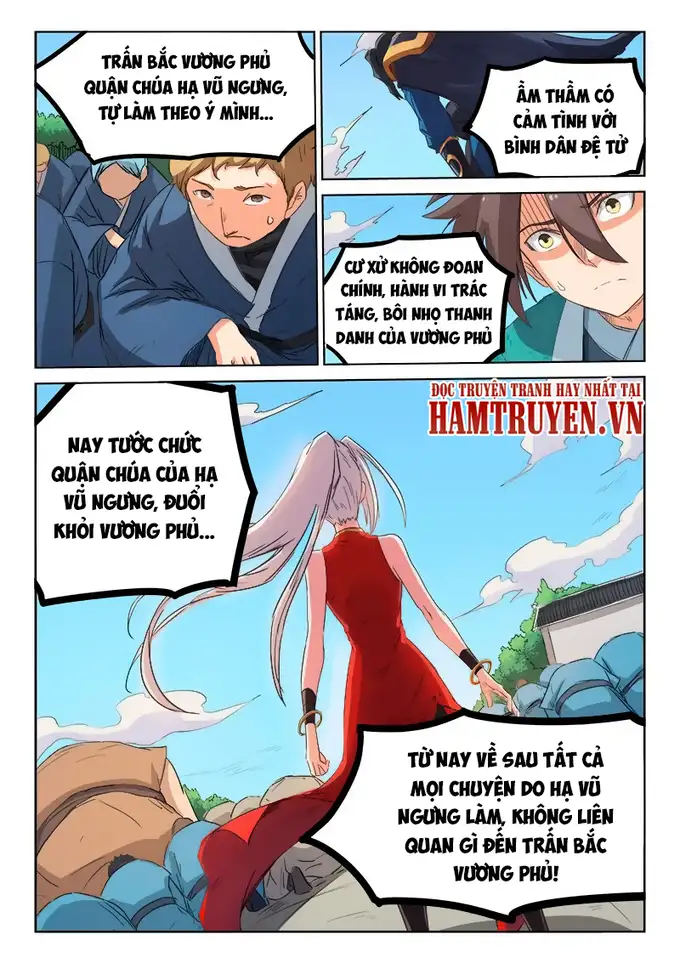 TRẤN BẮC VƯƠNG PHỦ
QUẬN CHÚA HẠ VŨ NGƯNG,
TỰ LÀM THEO Ý MÌNH...
ẦM THẦM CÓ
CẢM TÌNH VỚI
BÌNH DÂN ĐỆ TỬ
CƯ XỬ KHÔNG ĐOAN
CHÍNH, HÀNH VI TRÁC
TÁNG, BÔI NHỌ THANH
DANH CỦA VƯƠNG PHỦ
ĐỌC TRUYỆN TRANH HAY NHẤT TẠI
HAMTRUYEN.VN
NAY TƯỚC CHỨC
QUẬN CHÚA CỦA HẠ
VŨ NGƯNG, ĐUỔI
KHỎI VƯƠNG PHỦ...
TỪ NAY VỀ SAU TẤT CẢ
MỌI CHUYỆN DO HẠ VŨ
NGƯNG LÀM, KHÔNG LIÊN
QUAN GÌ ĐẾN TRẤN BẮC
VƯƠNG PHỦ!